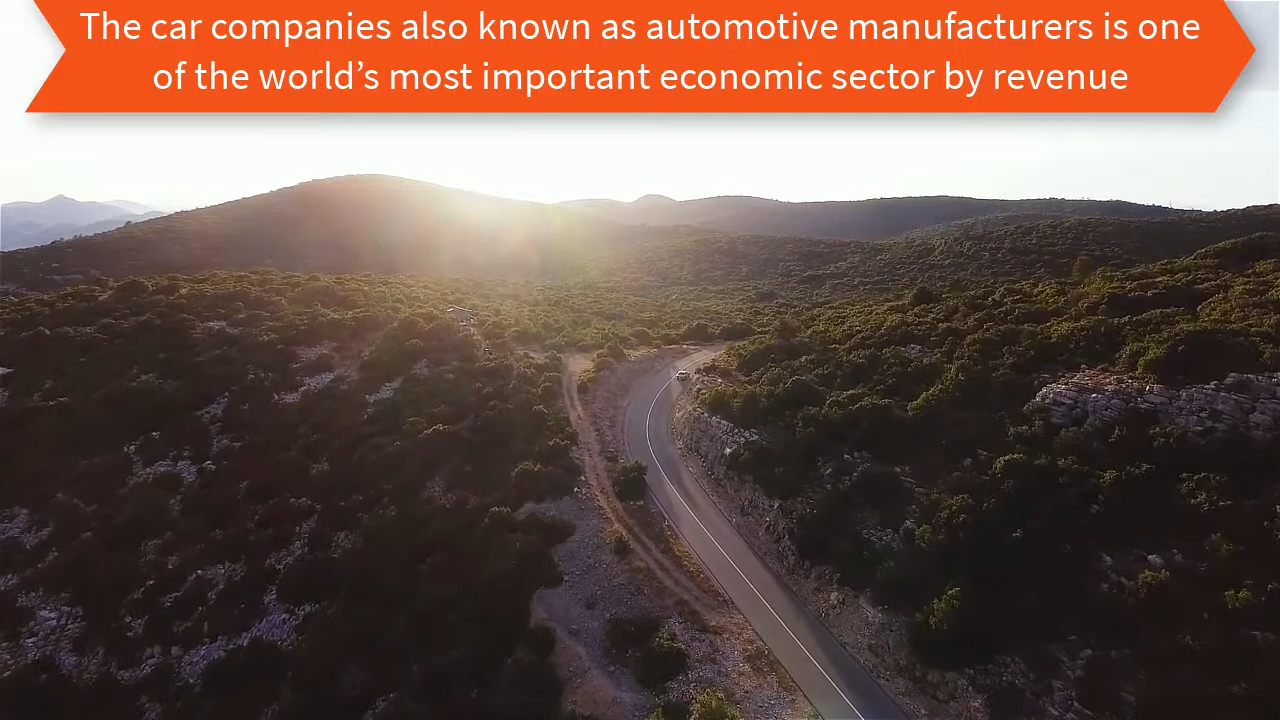 The car companies also known as automotive manufacturers is one
of the world’s most important economic sector by revenue